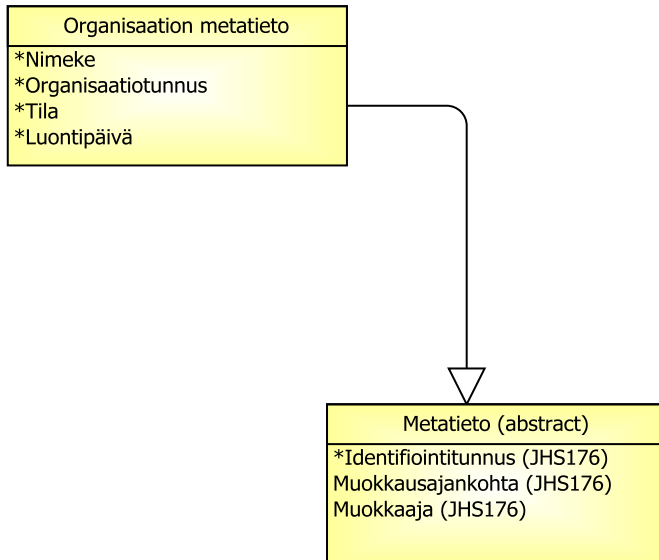 Organisaation metatieto
*Nimeke
*Organisaatiotunnus
*Tila
*Luontipäivä
Metatieto (abstract)
*Identifiointitunnus (JHS176)
Muokkausajankohta (JHS176)
Muokkaaja (JHS176)